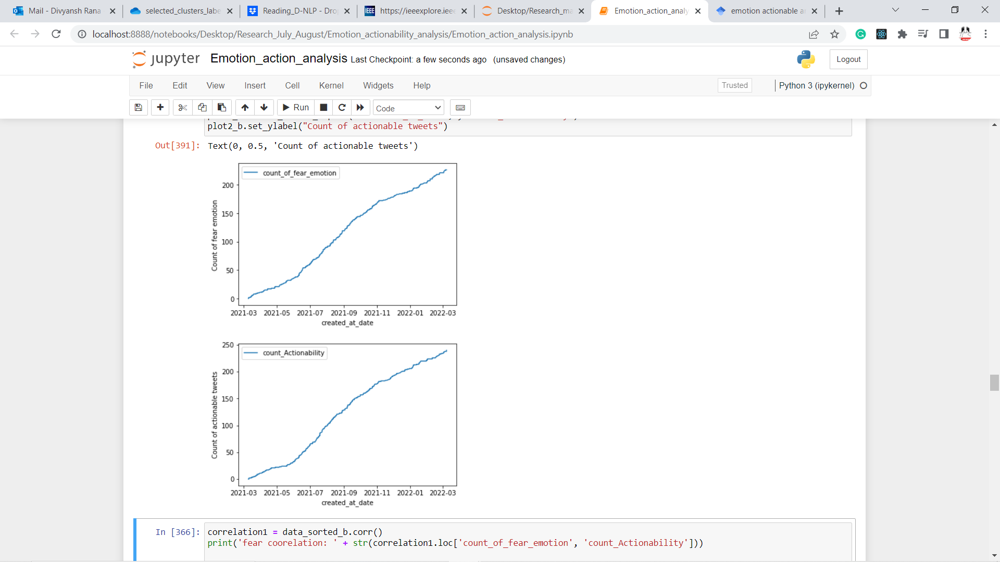 Mail - Divyansh Rana
selected_clusters_labe
Reading_D-NLP - Dro
IEEE
https://ieeexplore.ieee
Desktop/Research_ma
Emotion_action_analy
emotion actionable a
localhost:8888/notebooks/Desktop/Research_July_August/Emotion_actionability_analysis/Emotion_action_analysis.ipynb
jupyter Emotion_action_analysis Last Checkpoint: a few seconds ago (unsaved changes)
Logout
File Edit View Insert Cell Kernel Widgets Help
Trusted
Python 3 (ipykernel)
Run
Code
plot2_b.set_ylabel("Count of actionable tweets")
Out[391]: Text(0, 0.5, 'Count of actionable tweets')
count_of_fear_emotion
Count of fear emotion
200
150
100
50
0
2021-03 2021-05 2021-07 2021-09 2021-11 2022-01 2022-03
created_at_date
count_Actionability
Count of actionable tweets
250
200
150
100
50
0
2021-03 2021-05 2021-07 2021-09 2021-11 2022-01 2022-03
created_at_date
In [366]: correlation1 = data_sorted_b.corr()
print('fear coorelation: ' + str(correlation1.loc['count_of_fear_emotion', 'count_Actionability']))